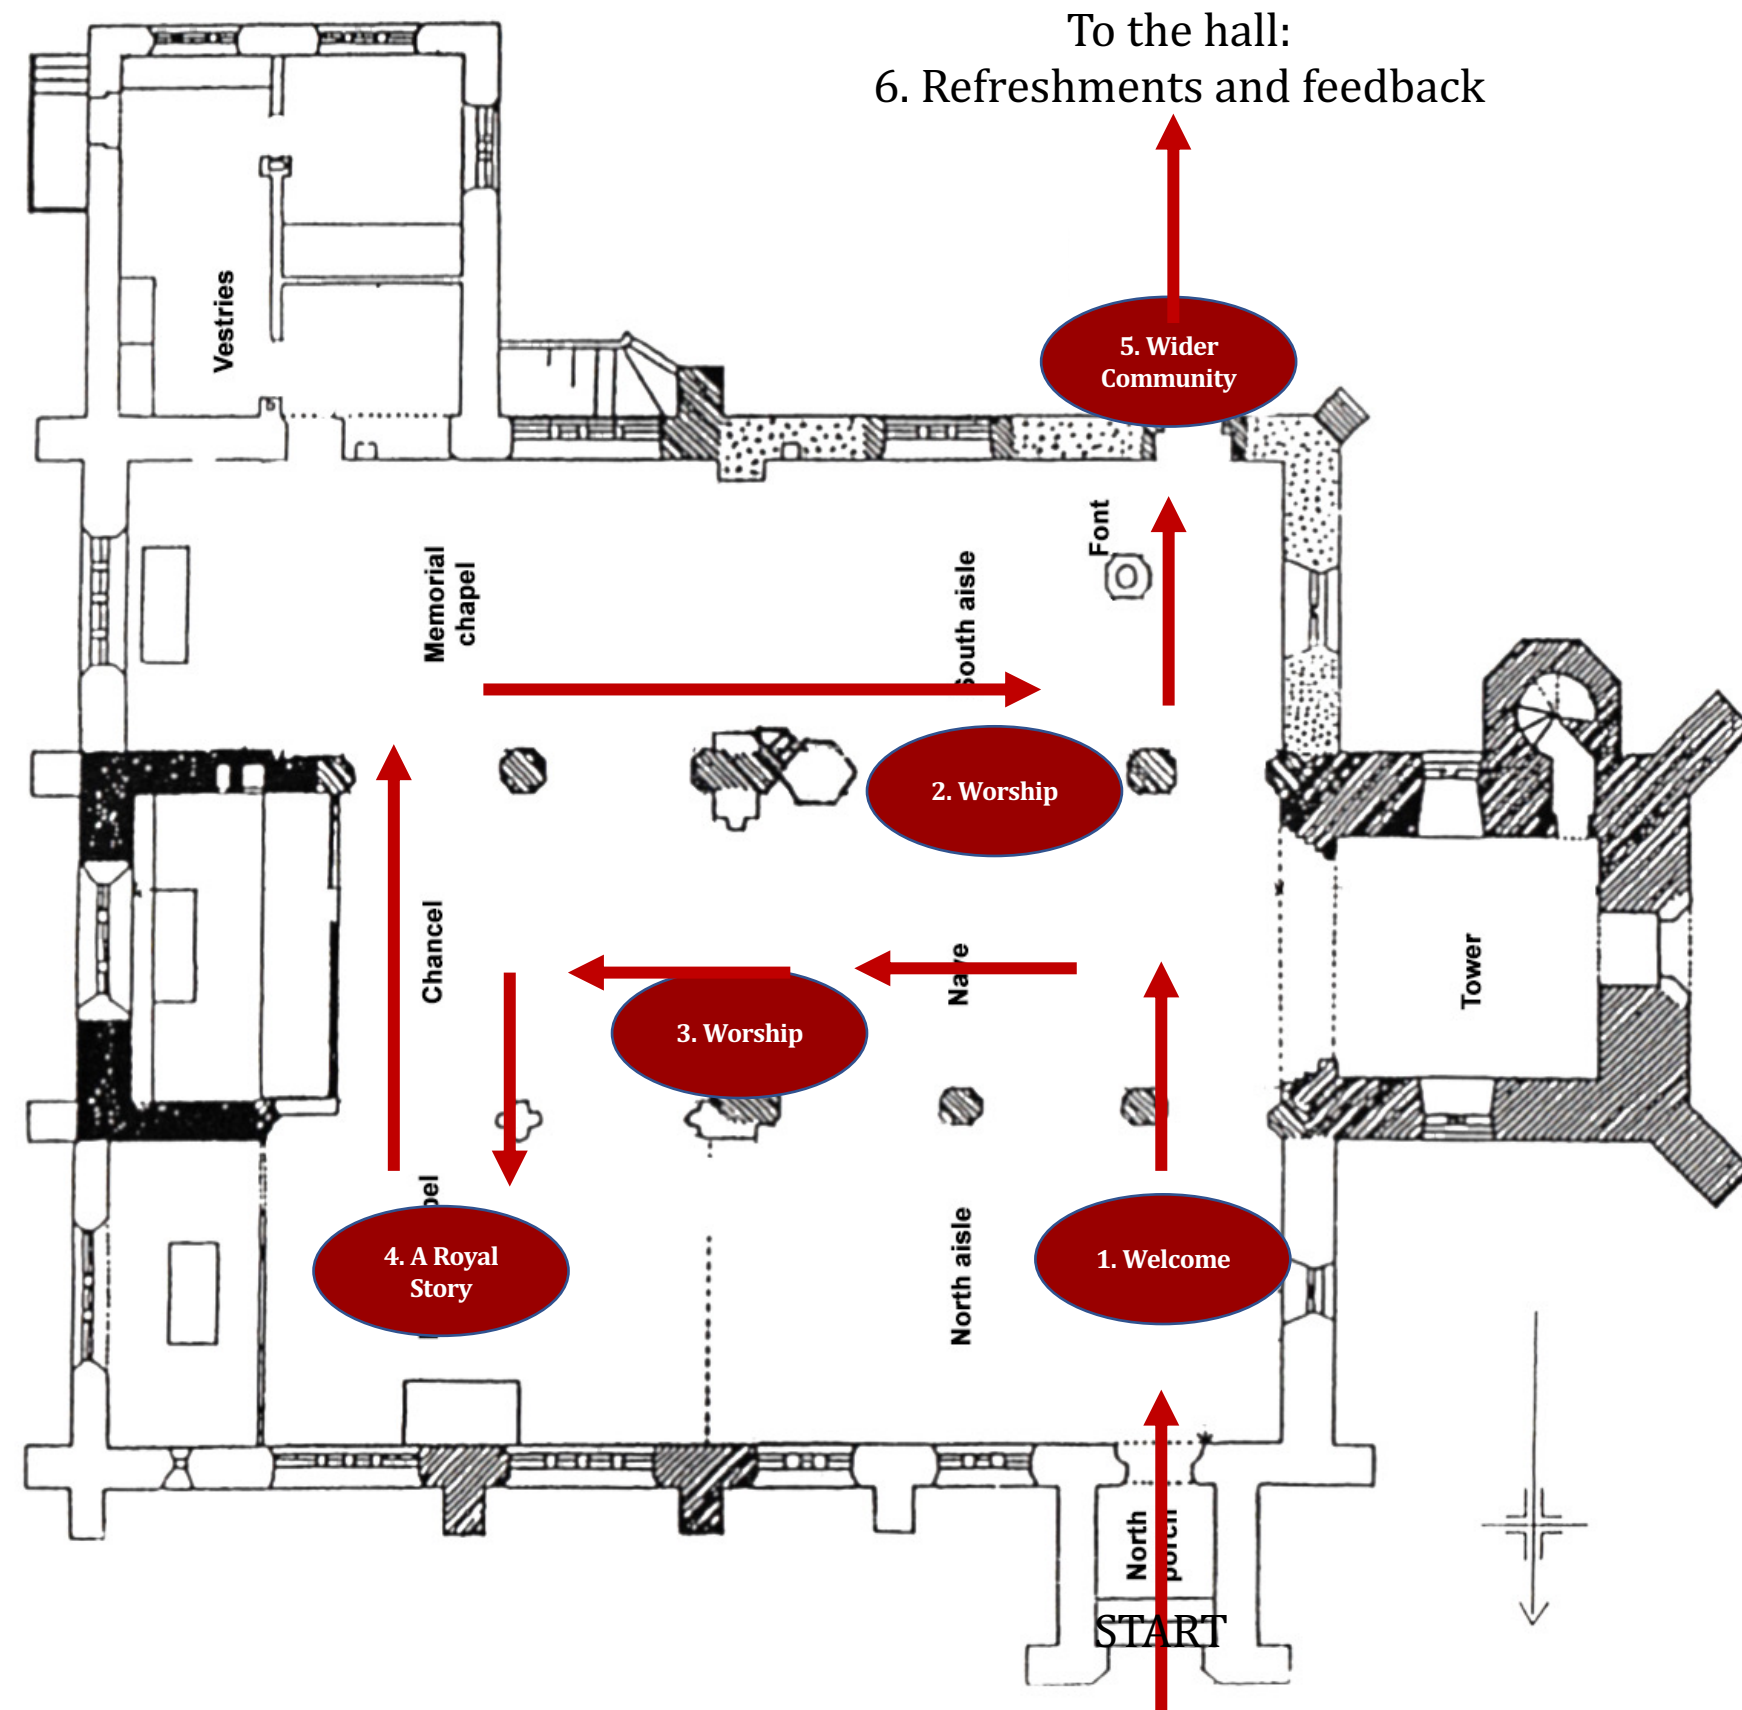 To the hall:
6. Refreshments and feedback
Vestries
5. Wider
Community
Font
Memorial
chapel
South aisle
2. Worship
Chancel
Nave
Tower
3. Worship
4. A Royal
Story
North aisle
1. Welcome
North
porch
START